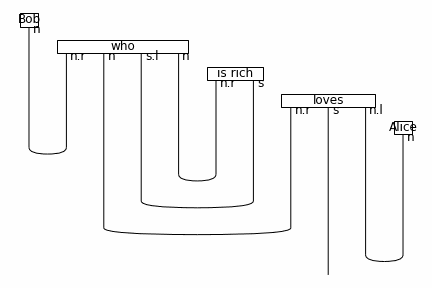 Bob
n
who
n.r n s.l n
is rich
n.r s
loves
n.r s n.l
Alice
n